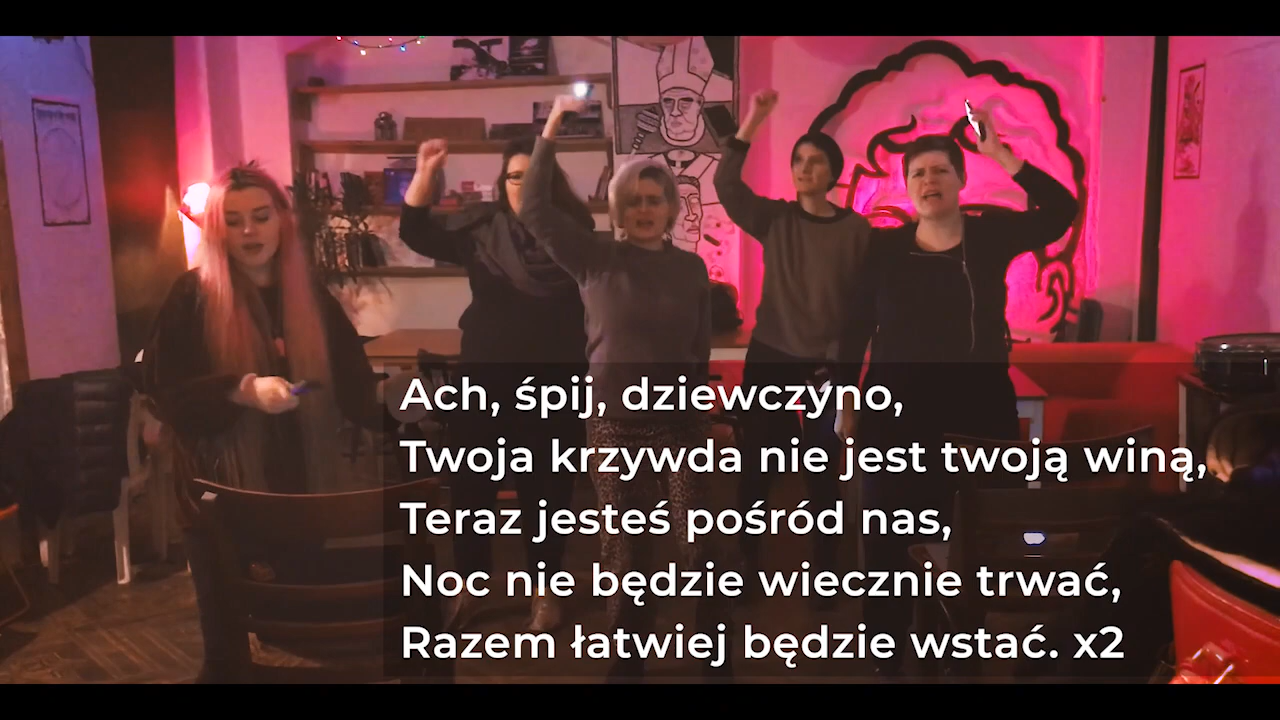 Ach, śpij, dziewczyno,
Twoja krzywda nie jest twoją winą,
Teraz jesteś pośród nas,
Noc nie będzie wiecznie trwać,
Razem łatwiej będzie wstać. x2